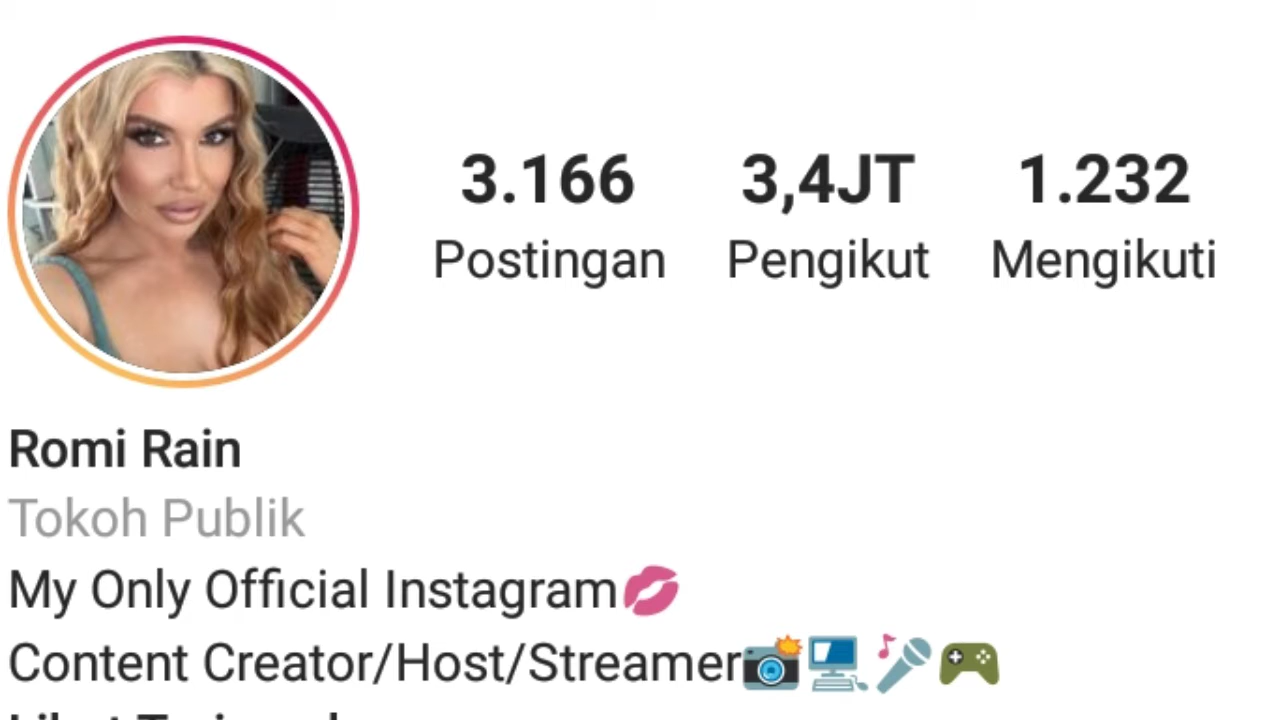 3.166 3,4JT 1.232
Postingan Pengikut Mengikuti
Romi Rain
Tokoh Publik
My Only Official Instagram💋
Content Creator/Host/Streamer📸🖥️🎤🎮